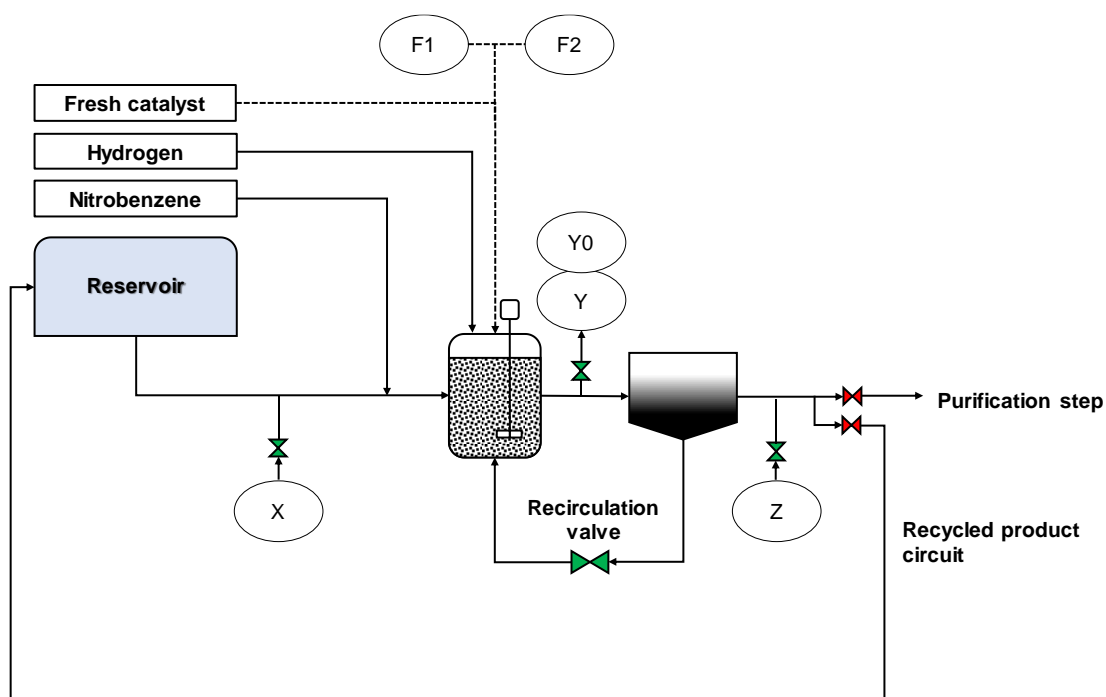 F1
F2
Fresh catalyst
Hydrogen
Nitrobenzene
Reservoir
Y0
Y
X
Z
Recirculation
valve
Purification step
Recycled product
circuit